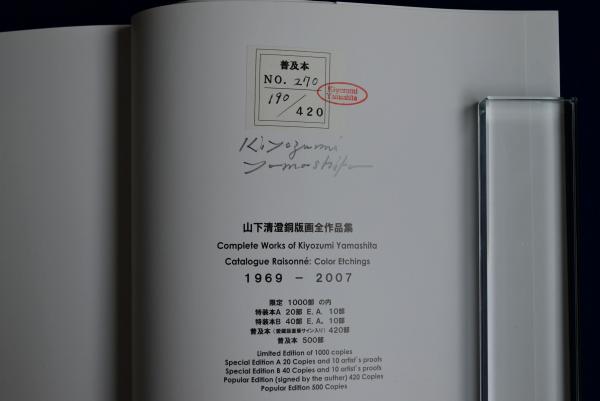 普及本
NO. 270
190/420
Kiyozumi
Yamashita
Kiyozumi
Yamashita
山下清澄銅版画全作品集
Complete Works of Kiyozumi Yamashita
Catalogue Raisonné: Color Etchings
1969 － 2007
限定 1000部 の内
特装本A 20部 E. A. 10部
特装本B 40部 E. A. 10部
普及本 (愛蔵版直筆サイン入り) 420部
普及本 500部
Limited Edition of 1000 copies
Special Edition A 20 Copies and 10 artist's proofs
Special Edition B 40 Copies and 10 artist's proofs
Popular Edition (signed by the auther) 420 Copies
Popular Edition 500 Copies